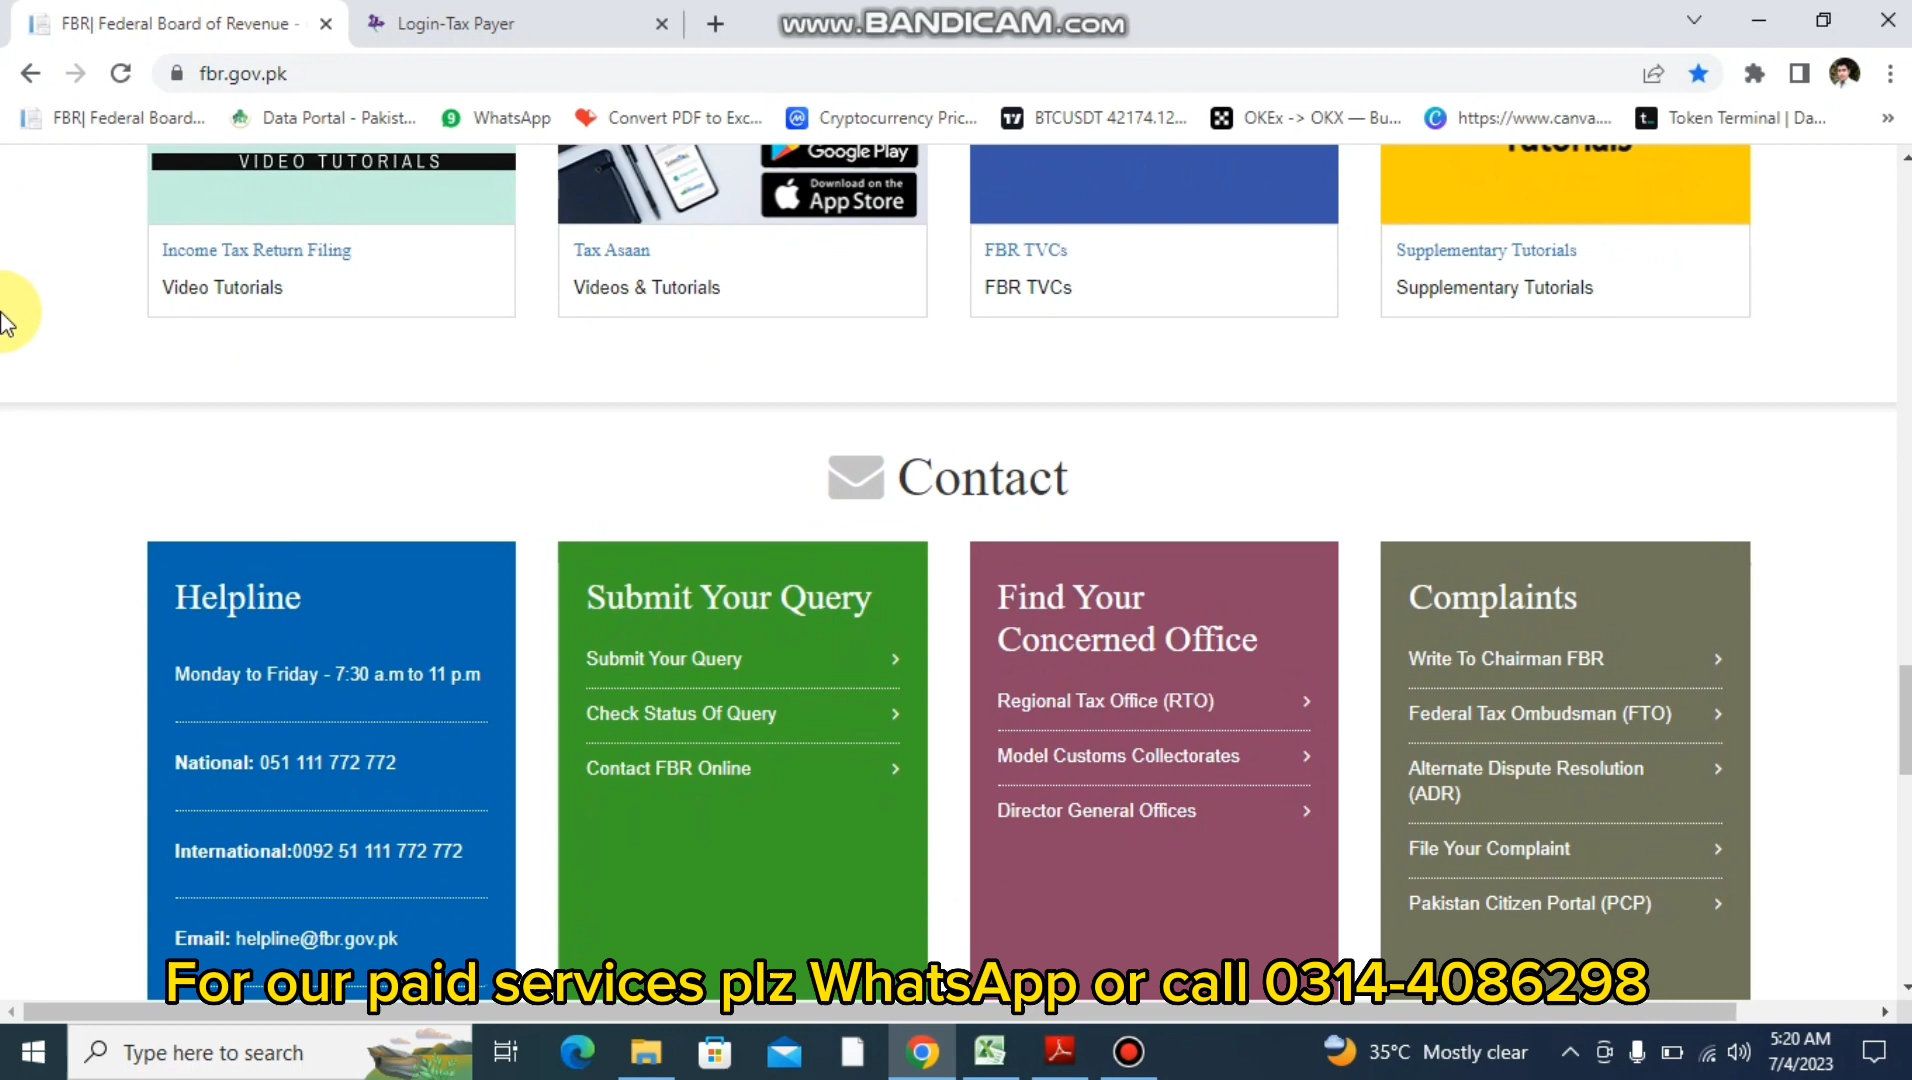 FBR| Federal Board of Revenue -
Login-Tax Payer
www.BANDICAM.com
fbr.gov.pk
FBR| Federal Board...
Data Portal - Pakist...
WhatsApp
Convert PDF to Exc...
Cryptocurrency Pric...
BTCUSDT 42174.12...
OKEx -> OKX — Bu...
https://www.canva....
Token Terminal | Da...
VIDEO TUTORIALS
Google Play
Download on the
App Store
Tutorials
Income Tax Return Filing
Video Tutorials
Tax Asaan
Videos & Tutorials
FBR TVCs
FBR TVCs
Supplementary Tutorials
Supplementary Tutorials
Contact
Helpline
Monday to Friday - 7:30 a.m to 11 p.m
National: 051 111 772 772
International:0092 51 111 772 772
Email: helpline@fbr.gov.pk
Submit Your Query
Submit Your Query
Check Status Of Query
Contact FBR Online
Find Your
Concerned Office
Regional Tax Office (RTO)
Model Customs Collectorates
Director General Offices
Complaints
Write To Chairman FBR
Federal Tax Ombudsman (FTO)
Alternate Dispute Resolution
(ADR)
File Your Complaint
Pakistan Citizen Portal (PCP)
For our paid services plz WhatsApp or call 0314-4086298
Type here to search
35°C Mostly clear
5:20 AM
7/4/2023